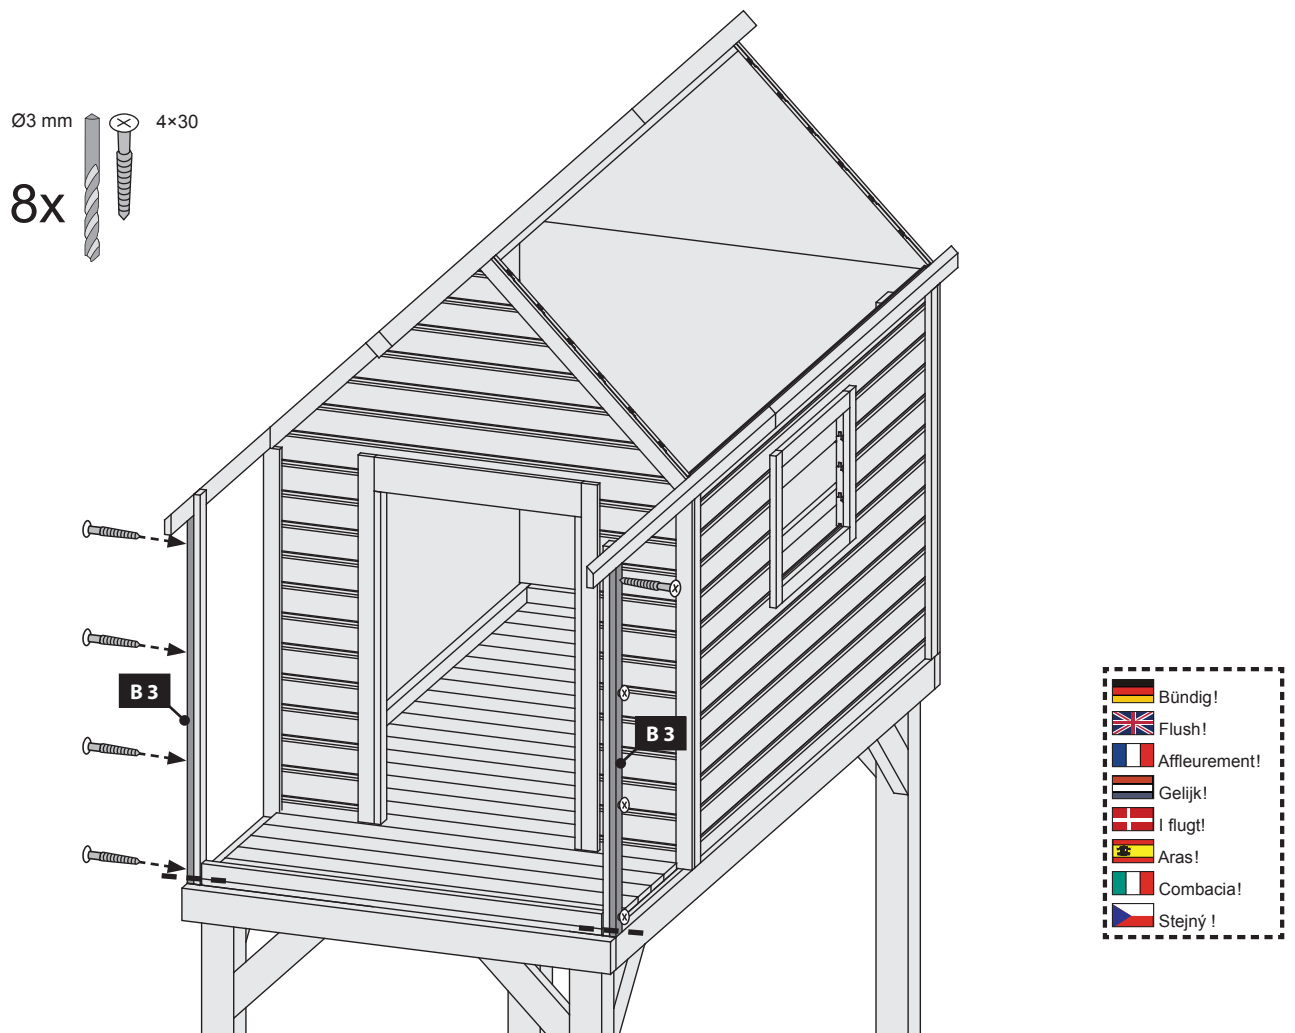 Ø3 mm
4×30
8x
B 3
B 3
Bündig!
Flush!
Affleurement!
Gelijk!
I flugt!
Aras!
Combacia!
Stejný !